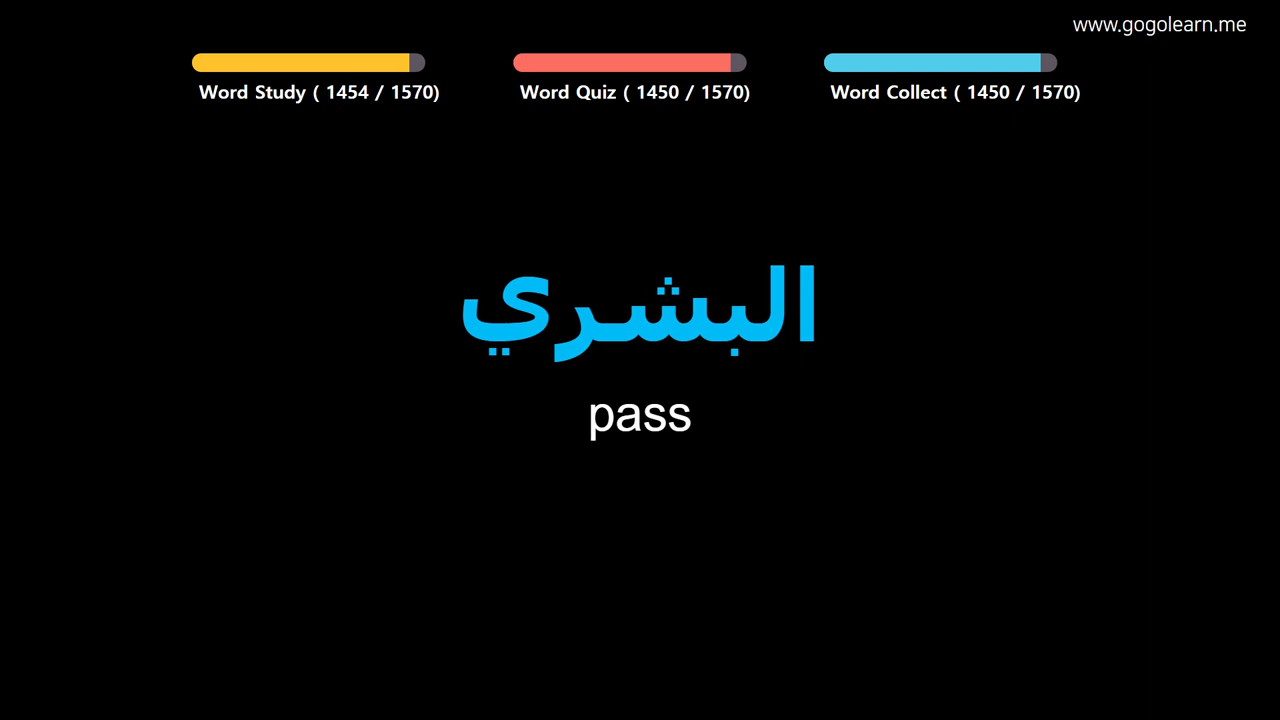 www.gogolearn.me
Word Study ( 1454 / 1570)
Word Quiz ( 1450 / 1570)
Word Collect ( 1450 / 1570)
البشري
pass